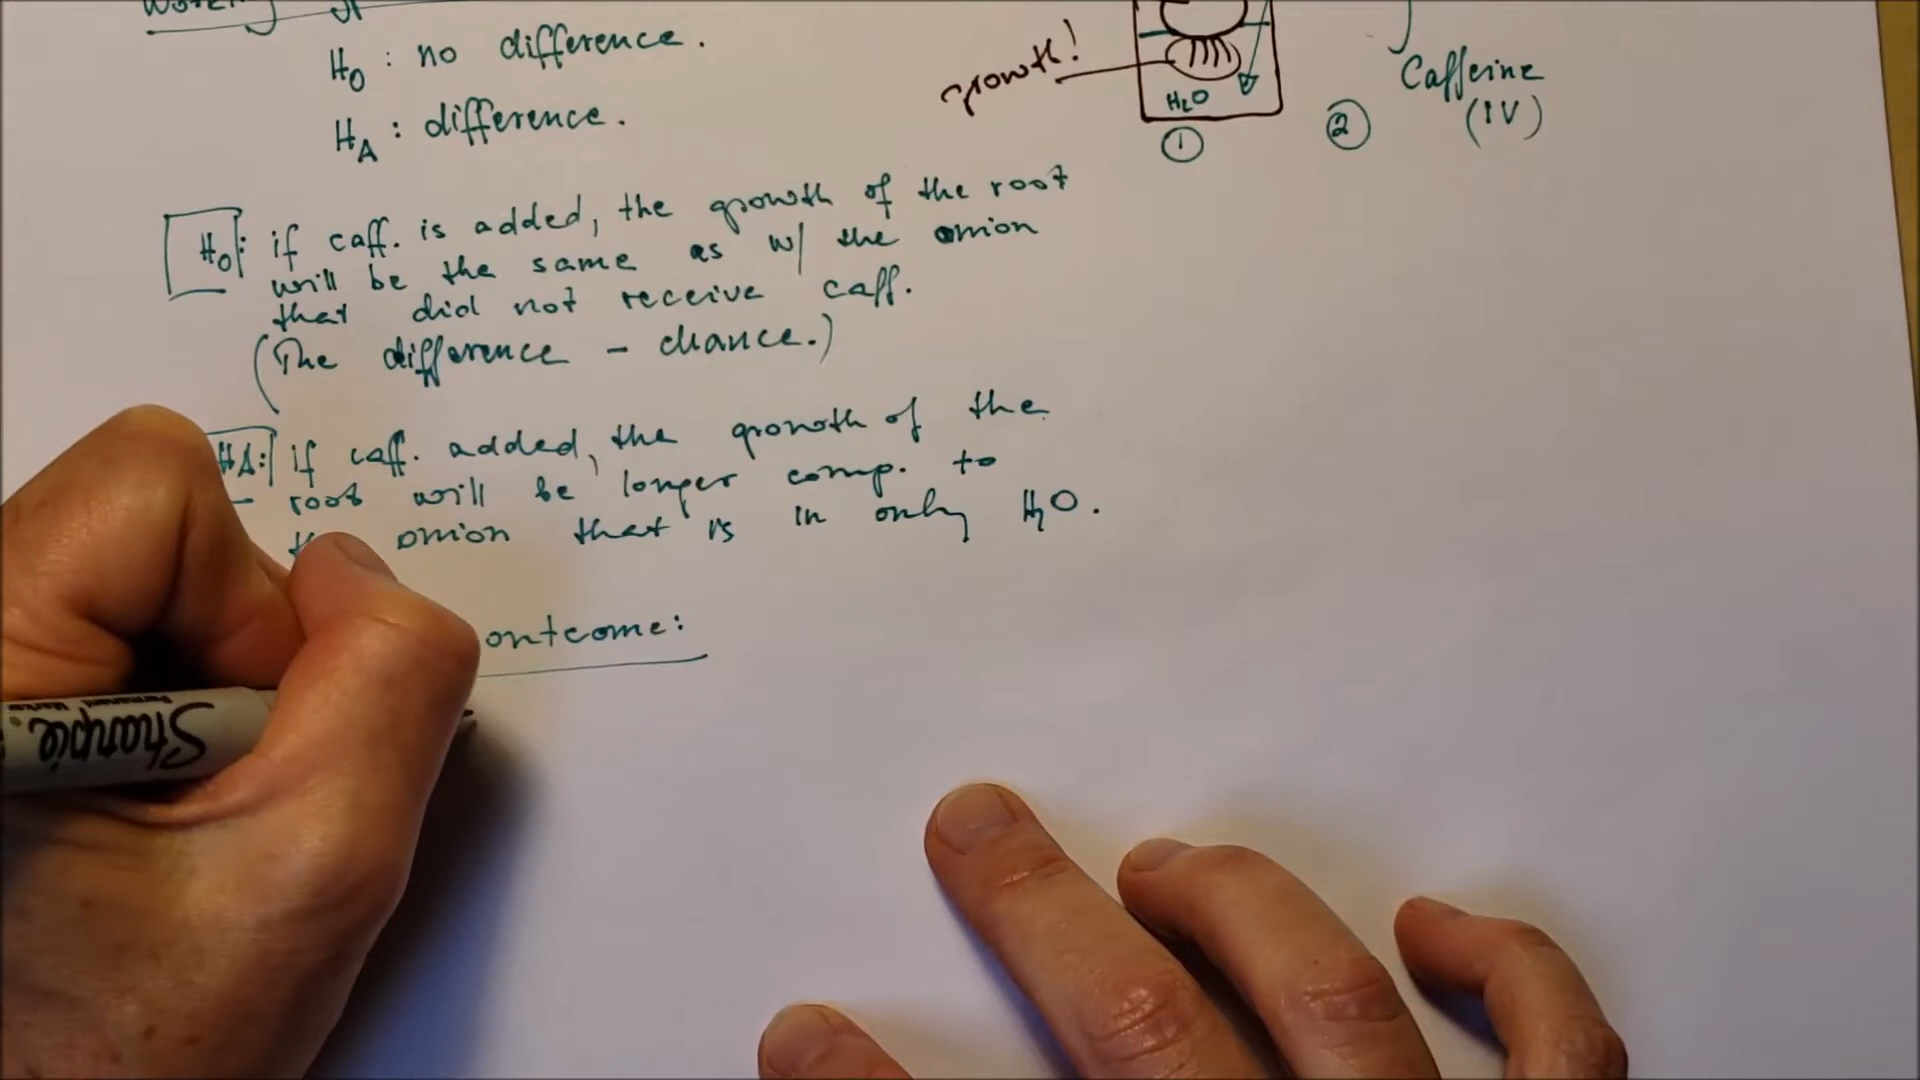 H0 : no difference.
HA : difference.
growth!
H2O
①
②
Caffeine
(IV)
H0: if caff. is added, the growth of the root
will be the same as w/ the onion
that did not receive caff.
(The difference - chance.)
HA: if caff. added, the growth of the
root will be longer comp. to
onion that is in only H2O.
outcome:
Sharpie.
Permanent Marker